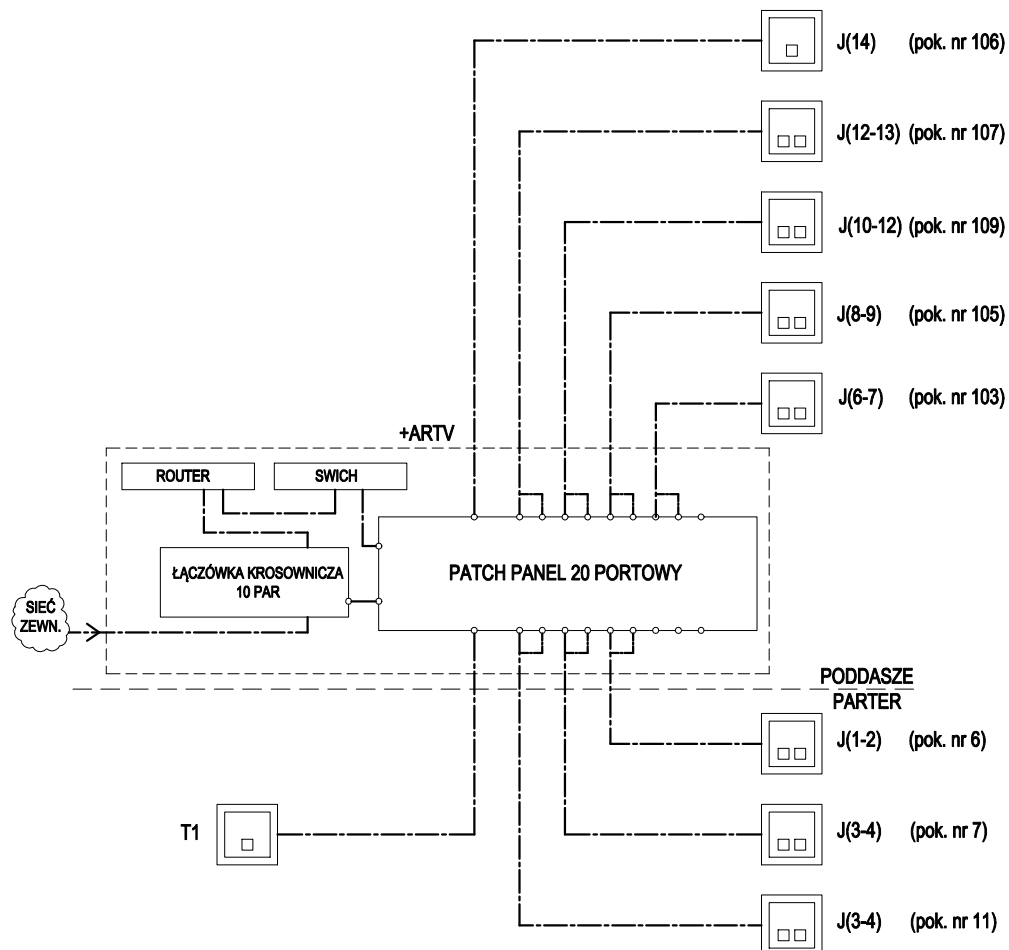 J(14) (pok. nr 106)
J(12-13) (pok. nr 107)
J(10-12) (pok. nr 109)
J(8-9) (pok. nr 105)
J(6-7) (pok. nr 103)
+ARTV
ROUTER
SWICH
ŁĄCZÓWKA KROSOWNICZA
10 PAR
PATCH PANEL 20 PORTOWY
SIEĆ
ZEWN.
PODDASZE
PARTER
J(1-2) (pok. nr 6)
T1
J(3-4) (pok. nr 7)
J(3-4) (pok. nr 11)